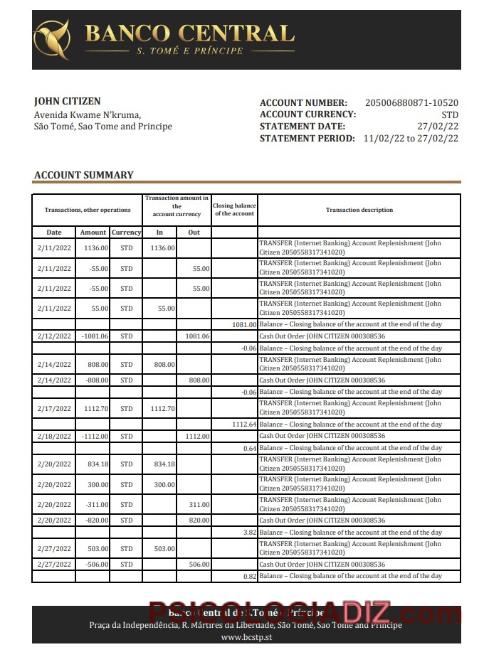 BANCO CENTRAL
S. TOMÉ E PRÍNCIPE
JOHN CITIZEN
Avenida Kwame N'kruma,
São Tomé, Sao Tome and Principe
ACCOUNT NUMBER: 205006880871-10520
ACCOUNT CURRENCY: STD
STATEMENT DATE: 27/02/22
STATEMENT PERIOD: 11/02/22 to 27/02/22
ACCOUNT SUMMARY
Transactions, other operations
Transaction amount in
the
account currency
Closing balance
of the account
Transaction description
Date Amount Currency In Out
2/11/2022 1136.00 STD 1136.00 TRANSFER (Internet Banking) Account Replenishment (John
Citizen 2050558317341020)
2/11/2022 -55.00 STD 55.00 TRANSFER (Internet Banking) Account Replenishment (John
Citizen 2050558317341020)
2/11/2022 -55.00 STD 55.00 TRANSFER (Internet Banking) Account Replenishment (John
Citizen 2050558317341020)
2/11/2022 55.00 STD 55.00 TRANSFER (Internet Banking) Account Replenishment (John
Citizen 2050558317341020)
1081.00 Balance – Closing balance of the account at the end of the day
2/12/2022 -1081.06 STD 1081.06 Cash Out Order JOHN CITIZEN 000308536
-0.06 Balance – Closing balance of the account at the end of the day
2/14/2022 808.00 STD 808.00 TRANSFER (Internet Banking) Account Replenishment (John
Citizen 2050558317341020)
2/14/2022 -808.00 STD 808.00 Cash Out Order JOHN CITIZEN 000308536
-0.06 Balance – Closing balance of the account at the end of the day
2/17/2022 1112.70 STD 1112.70 TRANSFER (Internet Banking) Account Replenishment (John
Citizen 2050558317341020)
1112.64 Balance – Closing balance of the account at the end of the day
2/18/2022 -1112.00 STD 1112.00 Cash Out Order JOHN CITIZEN 000308536
0.64 Balance – Closing balance of the account at the end of the day
2/20/2022 834.18 STD 834.18 TRANSFER (Internet Banking) Account Replenishment (John
Citizen 2050558317341020)
2/20/2022 300.00 STD 300.00 TRANSFER (Internet Banking) Account Replenishment (John
Citizen 2050558317341020)
2/20/2022 -311.00 STD 311.00 TRANSFER (Internet Banking) Account Replenishment (John
Citizen 2050558317341020)
2/20/2022 -820.00 STD 820.00 Cash Out Order JOHN CITIZEN 000308536
3.82 Balance – Closing balance of the account at the end of the day
2/27/2022 503.00 STD 503.00 TRANSFER (Internet Banking) Account Replenishment (John
Citizen 2050558317341020)
2/27/2022 -506.00 STD 506.00 Cash Out Order JOHN CITIZEN 000308536
0.82 Balance – Closing balance of the account at the end of the day
Banco Central de S.Tomé e Príncipe
PSICOLOGIADIZ.com
Praça da Independência, R. Mártires da Liberdade, São Tomé, Sao Tome and Principe
www.bcstp.st